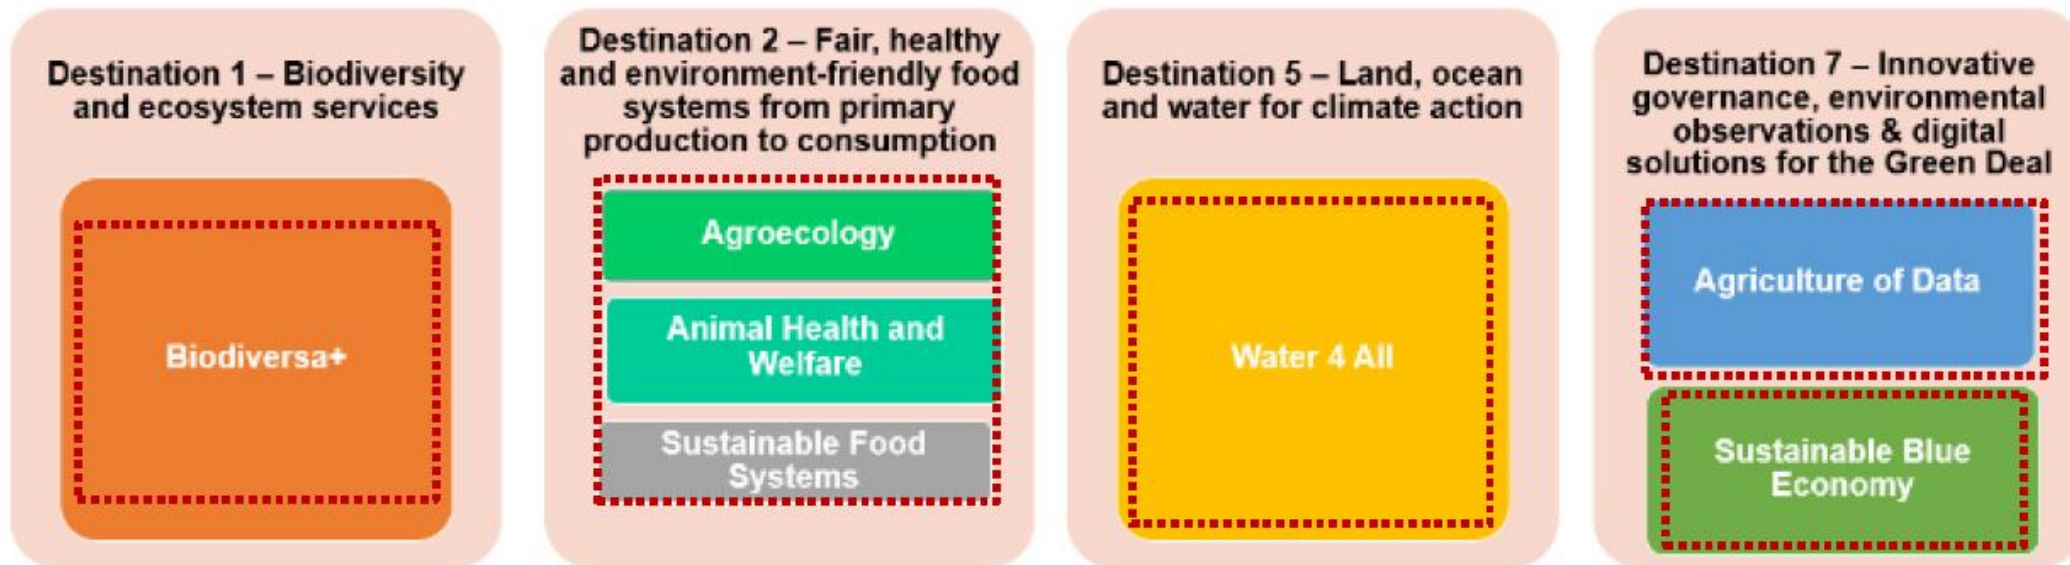 Destination 1 – Biodiversity
and ecosystem services
Biodiversa+
Destination 2 – Fair, healthy
and environment-friendly food
systems from primary
production to consumption
Agroecology
Animal Health and
Welfare
Sustainable Food
Systems
Destination 5 – Land, ocean
and water for climate action
Water 4 All
Destination 7 – Innovative
governance, environmental
observations & digital
solutions for the Green Deal
Agriculture of Data
Sustainable Blue
Economy